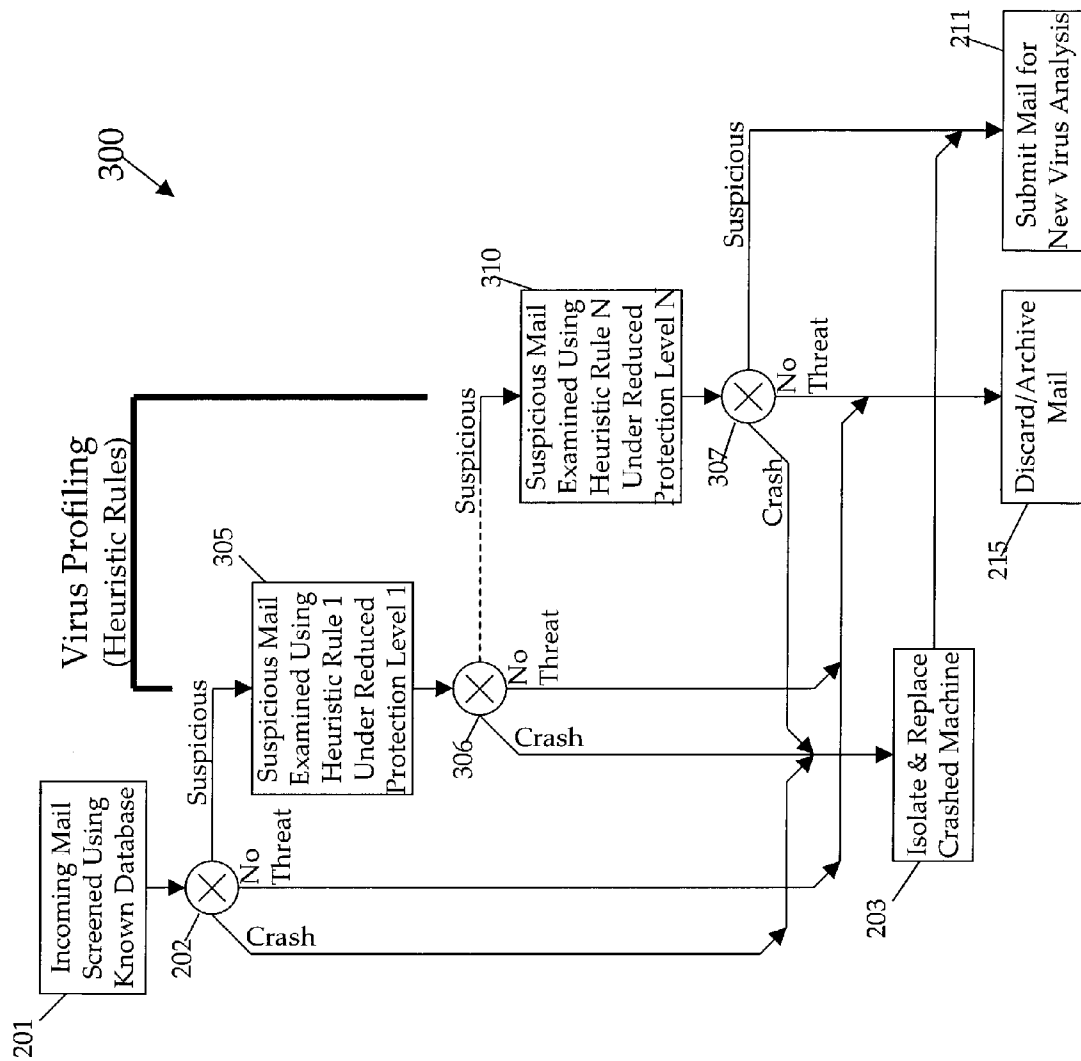 300
Virus Profiling
(Heuristic Rules)
201
Incoming Mail
Screened Using
Known Database
202
Suspicious
No
Threat
Crash
305
Suspicious Mail
Examined Using
Heuristic Rule 1
Under Reduced
Protection Level 1
306
Suspicious
No
Threat
Crash
310
Suspicious Mail
Examined Using
Heuristic Rule N
Under Reduced
Protection Level N
307
Suspicious
No
Threat
Crash
203
Isolate & Replace
Crashed Machine
215
Discard/Archive
Mail
211
Submit Mail for
New Virus Analysis